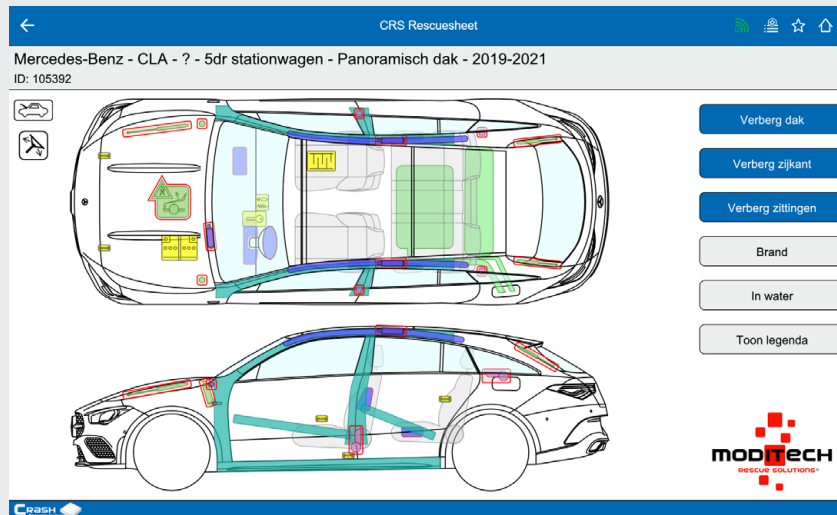 CRS Rescuesheet
Mercedes-Benz - CLA - ? - 5dr stationwagen - Panoramisch dak - 2019-2021
ID: 105392
Verberg dak
Verberg zijkant
Verberg zittingen
Brand
In water
Toon legenda
MODITECH
RESCUE SOLUTIONS
CRASH